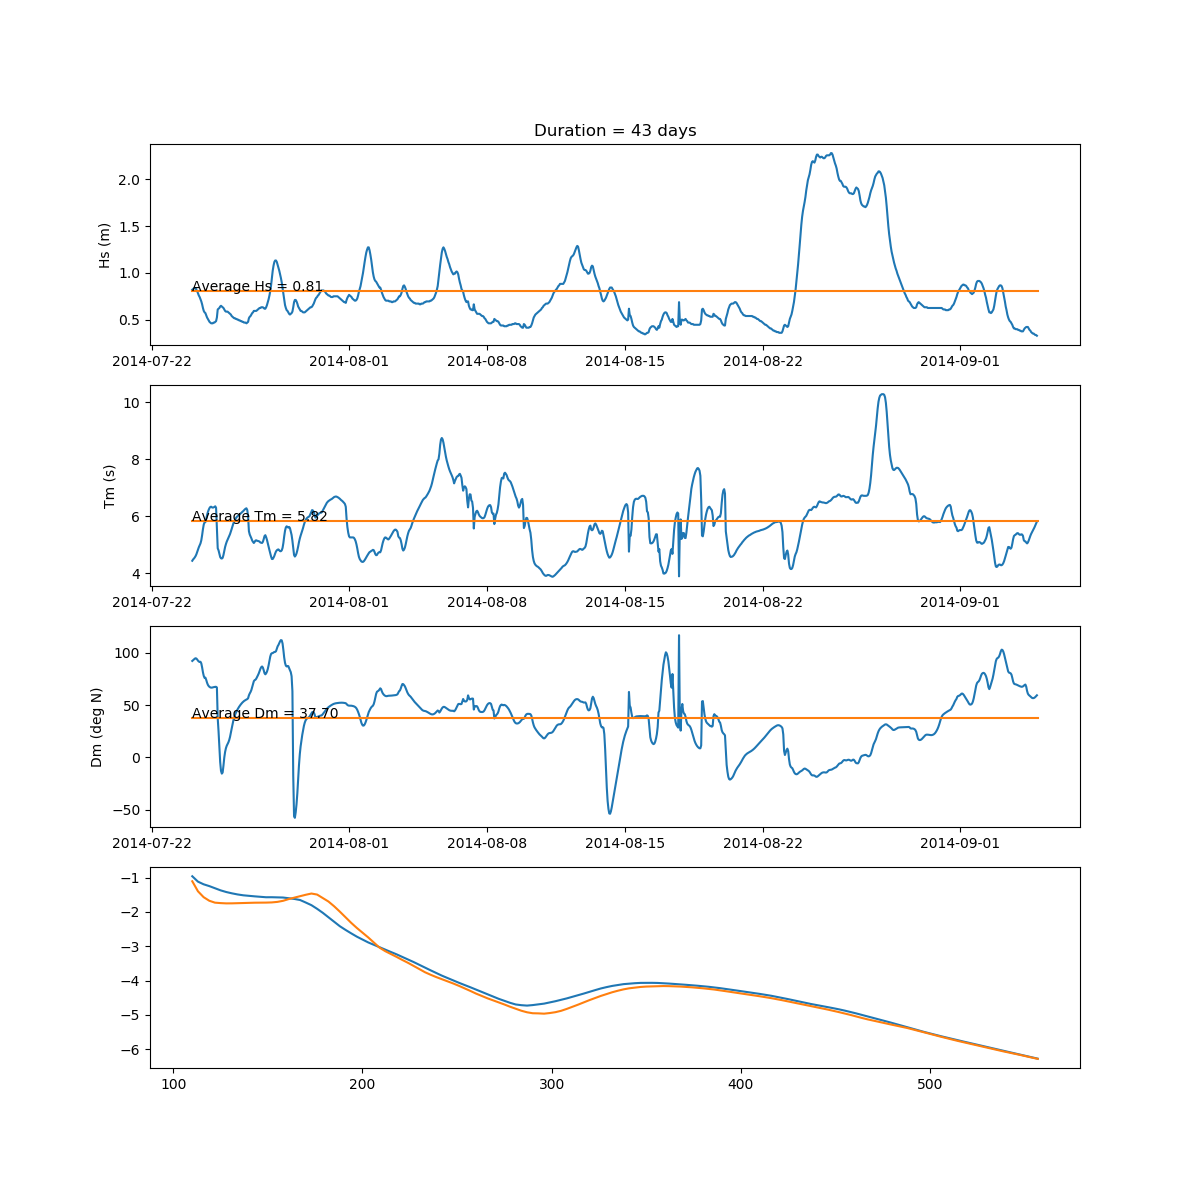 Duration = 43 days
Hs (m)
2.0
1.5
1.0
0.5
Average Hs = 0.81
2014-07-22 2014-08-01 2014-08-08 2014-08-15 2014-08-22 2014-09-01
Tm (s)
10
8
6
4
Average Tm = 5.82
2014-07-22 2014-08-01 2014-08-08 2014-08-15 2014-08-22 2014-09-01
Dm (deg N)
100
50
0
−50
Average Dm = 37.70
2014-07-22 2014-08-01 2014-08-08 2014-08-15 2014-08-22 2014-09-01
−1
−2
−3
−4
−5
−6
100 200 300 400 500